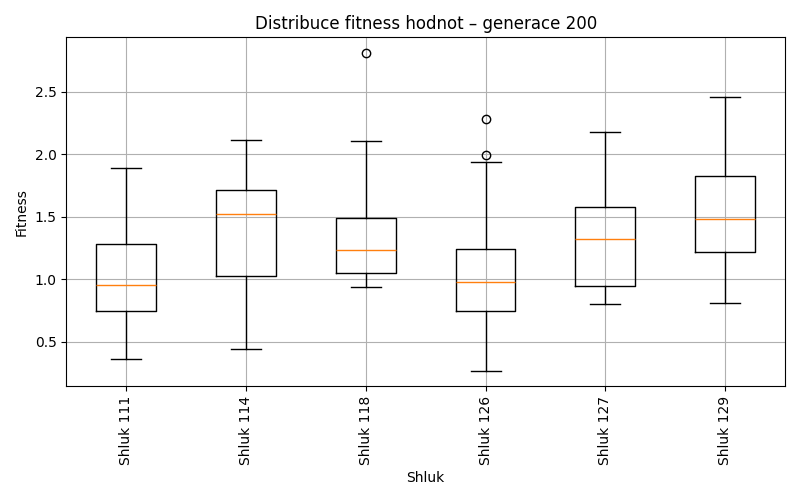 Distribuce fitness hodnot – generace 200
Fitness
2.5
2.0
1.5
1.0
0.5
Shluk 111
Shluk 114
Shluk 118
Shluk 126
Shluk 127
Shluk 129
Shluk